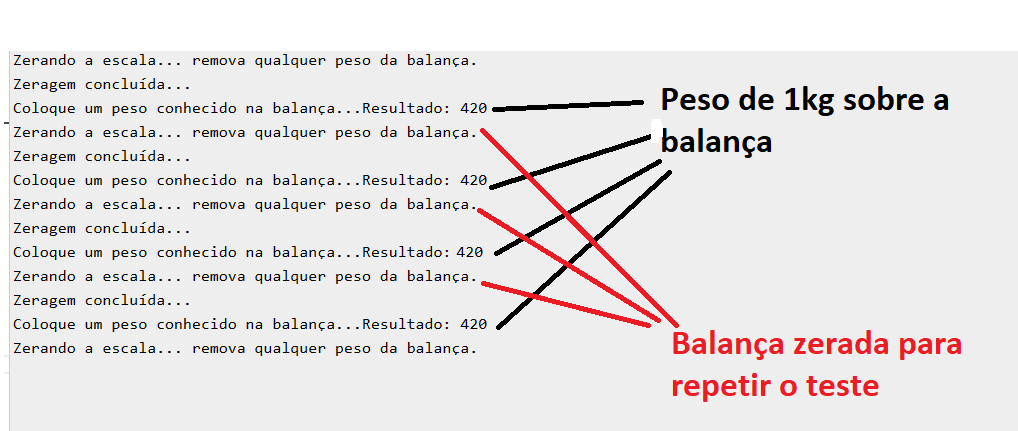 Zerando a escala... remova qualquer peso da balança.
Zeragem concluída...
Coloque um peso conhecido na balança...Resultado: 420
Zerando a escala... remova qualquer peso da balança.
Zeragem concluída...
Coloque um peso conhecido na balança...Resultado: 420
Zerando a escala... remova qualquer peso da balança.
Zeragem concluída...
Coloque um peso conhecido na balança...Resultado: 420
Zerando a escala... remova qualquer peso da balança.
Zeragem concluída...
Coloque um peso conhecido na balança...Resultado: 420
Zerando a escala... remova qualquer peso da balança.
Peso de 1kg sobre a
balança
Balança zerada para
repetir o teste